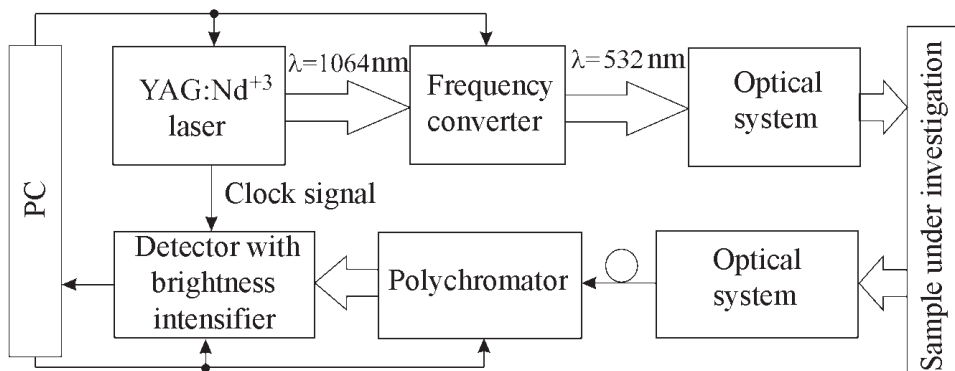 PC
YAG:Nd⁺³
laser
λ=1064 nm
Frequency
converter
λ=532 nm
Optical
system
Sample under investigation
Clock signal
Detector with
brightness
intensifier
Polychromator
Optical
system